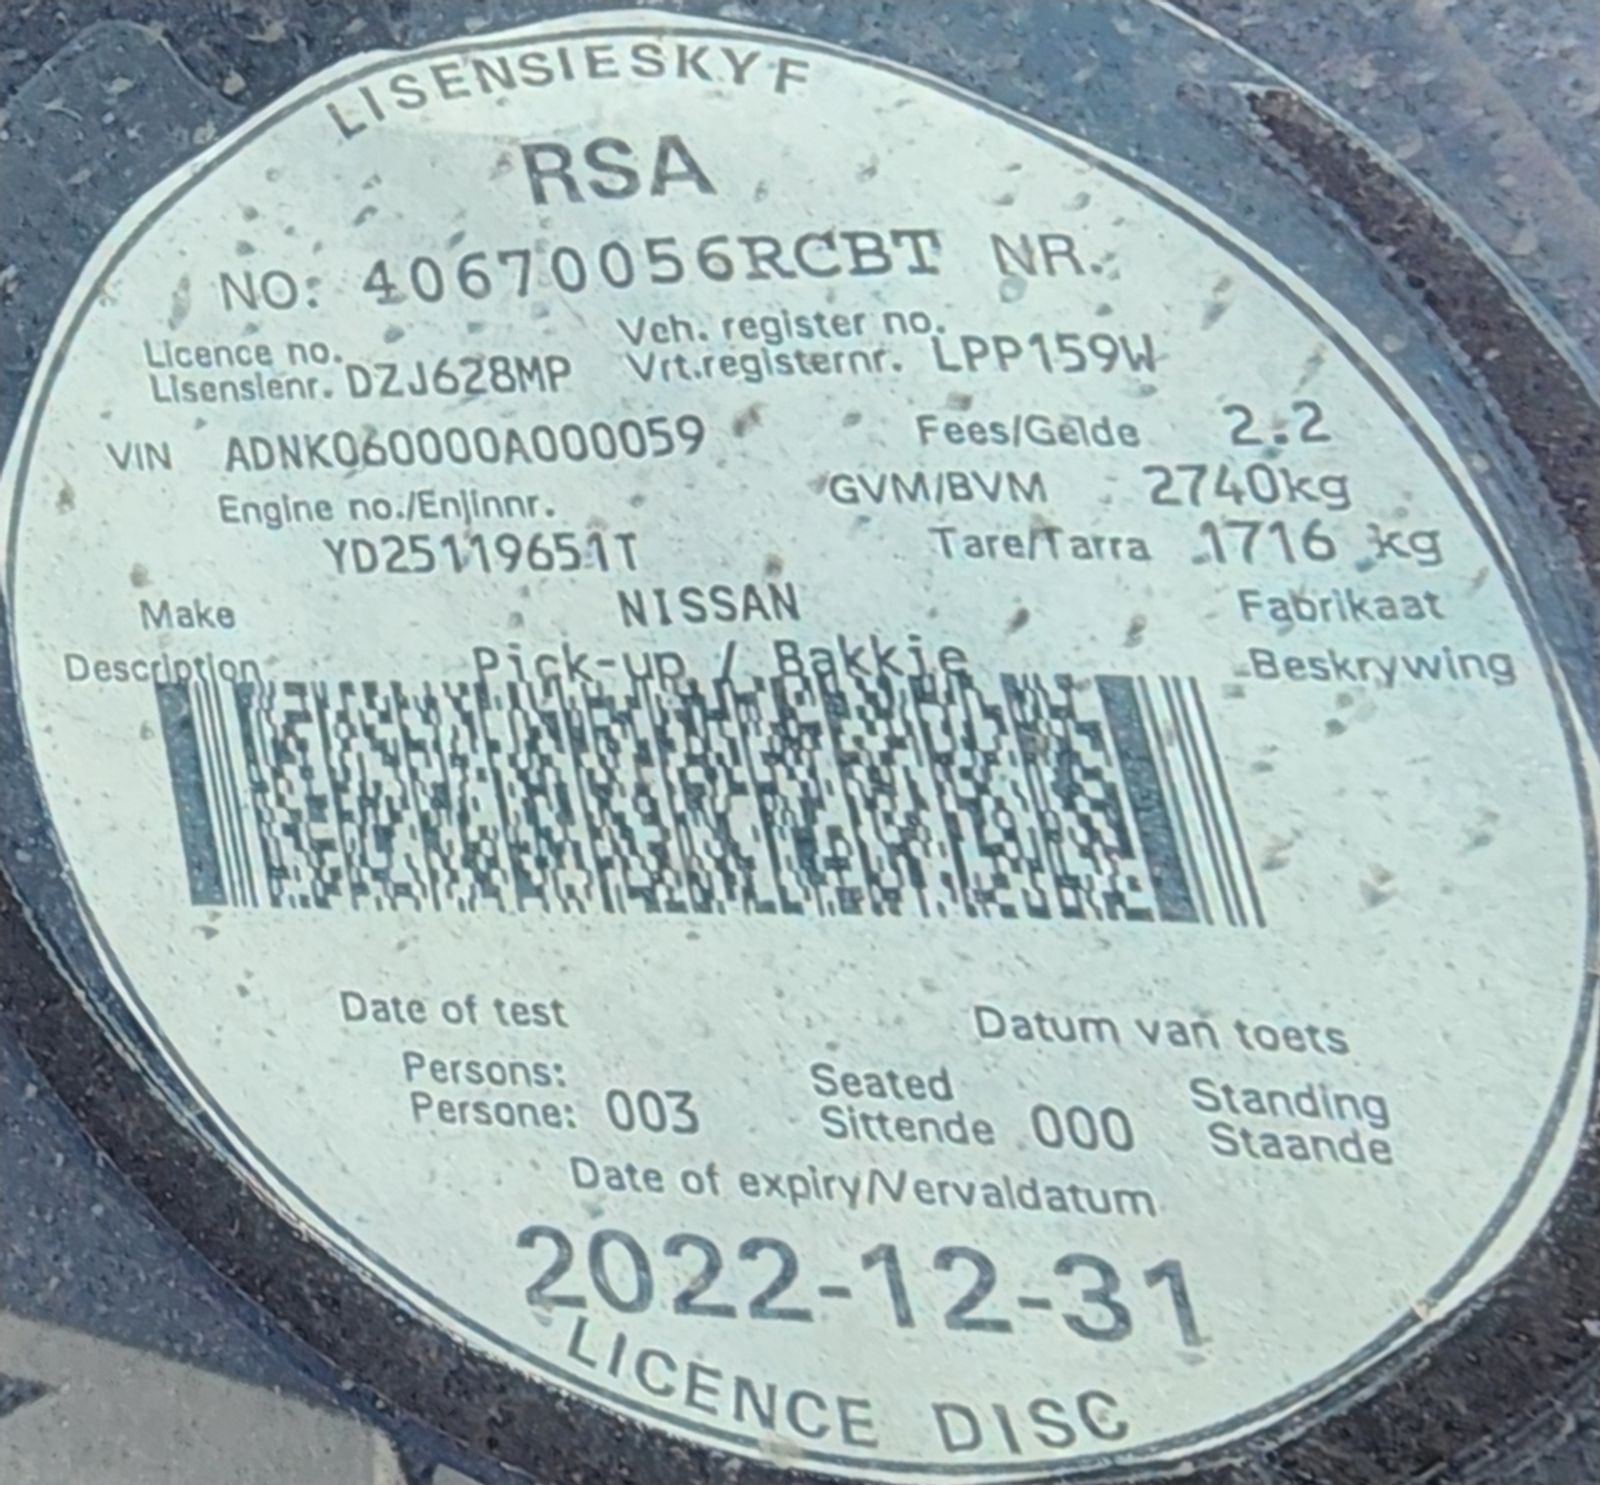 LISENSIESKYF
RSA
NO: 40670056RCBT NR.
Licence no. Veh. register no.
Lisensienr. DZJ628MP Vrt.registernr. LPP159W
VIN ADNK060000A000059 Fees/Gelde 2.2
Engine no./Enjinnr. GVM/BVM 2740kg
YD25119651T Tare/Tarra 1716 kg
Make NISSAN Fabrikaat
Description Pick-up / Bakkie Beskrywing
Date of test Datum van toets
Persons: Seated Standing
Persone: 003 Sittende 000 Staande
Date of expiry/Vervaldatum
2022-12-31
LICENCE DISC